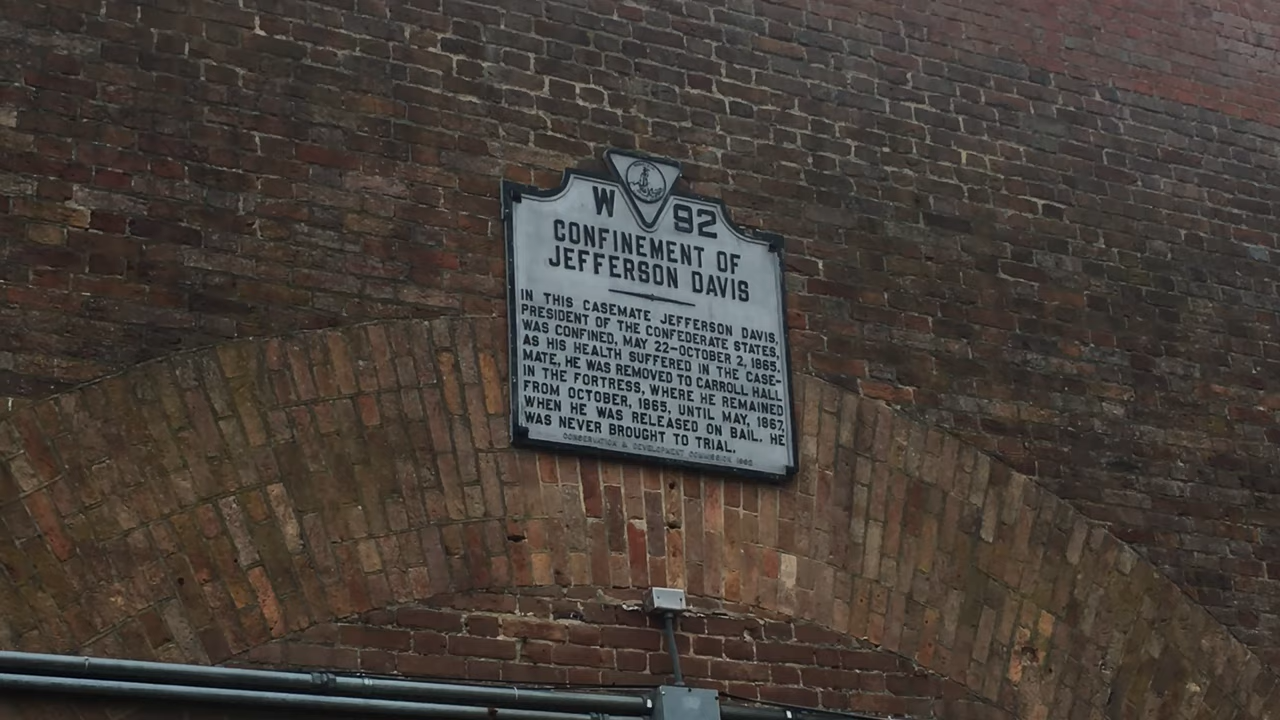 W 92
CONFINEMENT OF
JEFFERSON DAVIS
IN THIS CASEMATE JEFFERSON DAVIS,
PRESIDENT OF THE CONFEDERATE STATES,
WAS CONFINED, MAY 22-OCTOBER 2, 1865.
AS HIS HEALTH SUFFERED IN THE CASE-
MATE, HE WAS REMOVED TO CARROLL HALL
IN THE FORTRESS, WHERE HE REMAINED
FROM OCTOBER, 1865, UNTIL MAY, 1867,
WHEN HE WAS RELEASED ON BAIL. HE
WAS NEVER BROUGHT TO TRIAL.
CONSERVATION & DEVELOPMENT COMMISSION